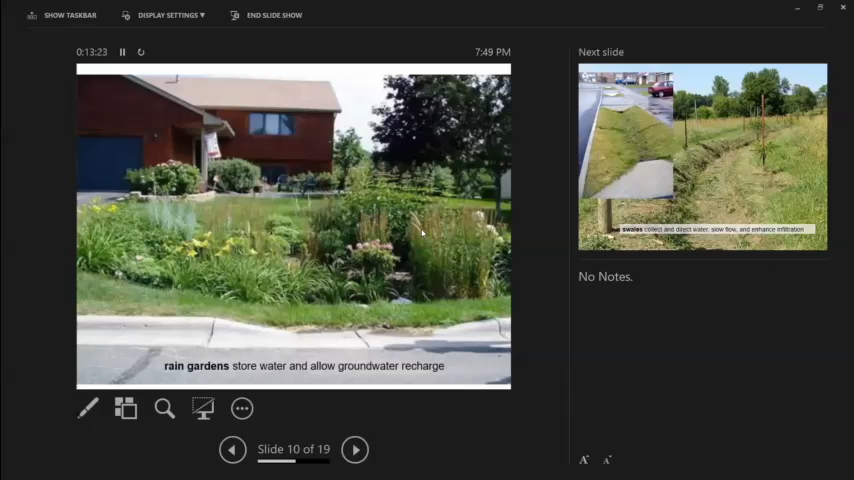 SHOW TASKBAR
DISPLAY SETTINGS ▾
END SLIDE SHOW
0:13:23
7:49 PM
Next slide
rain gardens store water and allow groundwater recharge
swales collect and direct water, slow flow, and enhance infiltration
No Notes.
Slide 10 of 19
A A